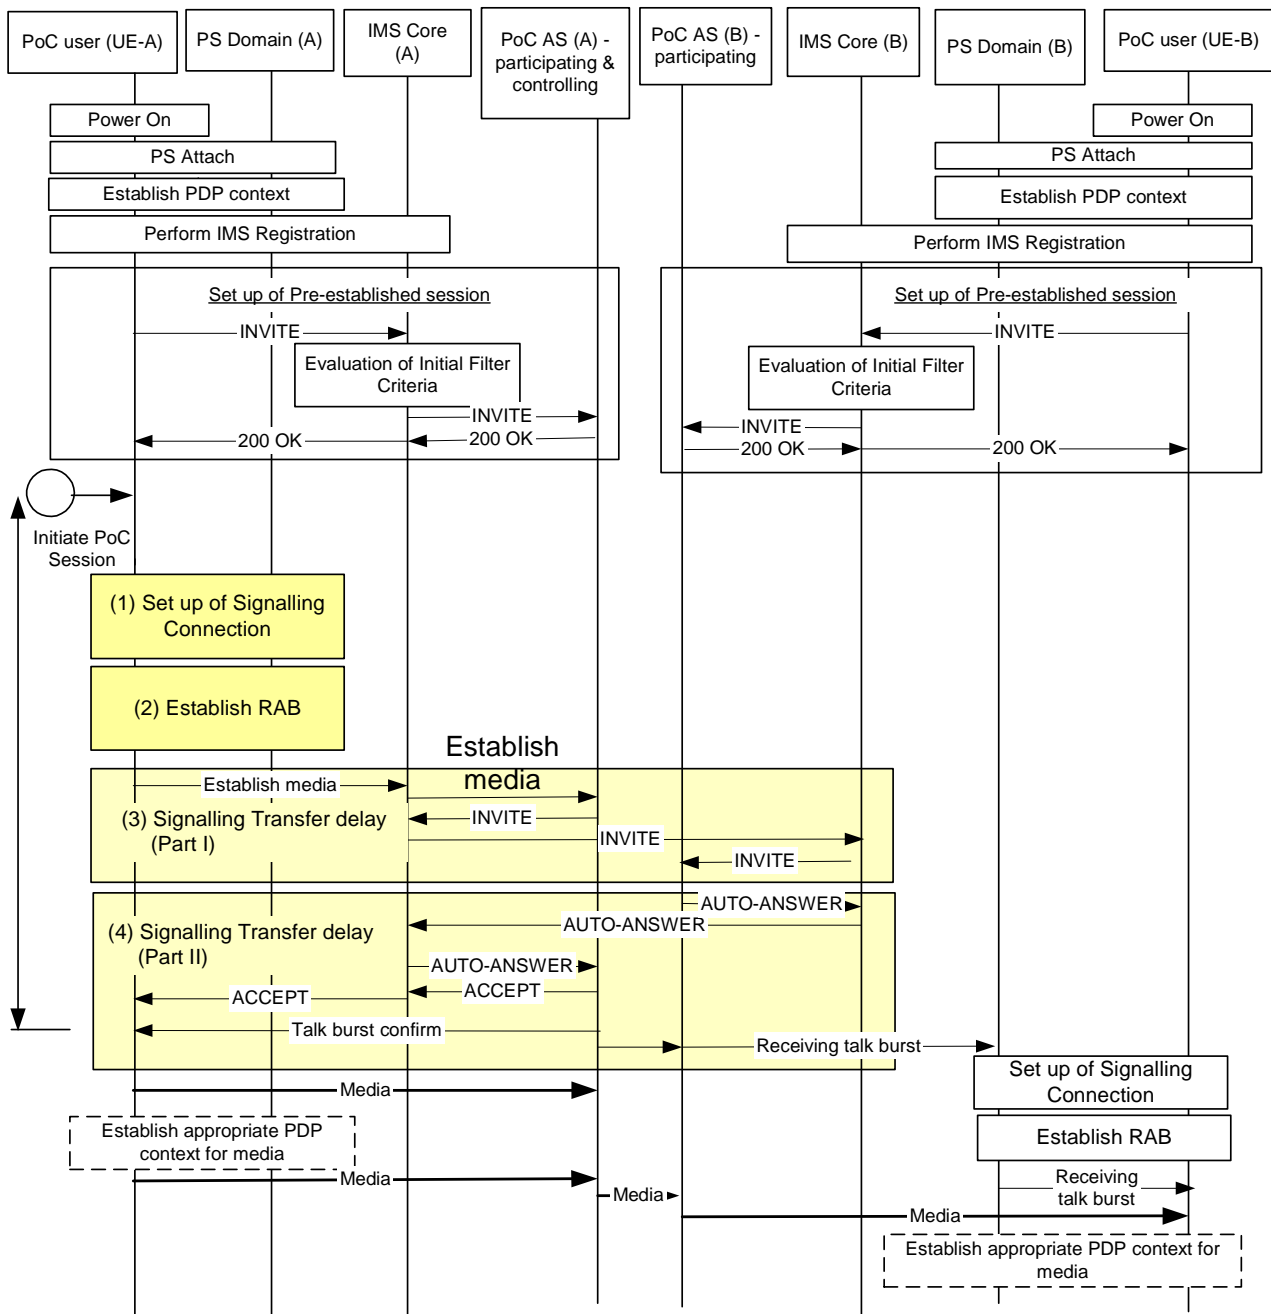 PoC user (UE-A)
PS Domain (A)
IMS Core
(A)
PoC AS (A) -
participating &
controlling
PoC AS (B) -
participating
IMS Core (B)
PS Domain (B)
PoC user (UE-B)
Power On
Power On
PS Attach
PS Attach
Establish PDP context
Establish PDP context
Perform IMS Registration
Perform IMS Registration
Set up of Pre-established session
Set up of Pre-established session
INVITE
INVITE
Evaluation of Initial Filter
Criteria
Evaluation of Initial Filter
Criteria
INVITE
INVITE
200 OK
200 OK
200 OK
200 OK
Initiate PoC
Session
(1) Set up of Signalling
Connection
(2) Establish RAB
Establish
media
Establish media
(3) Signalling Transfer delay
(Part I)
INVITE
INVITE
INVITE
AUTO-ANSWER
AUTO-ANSWER
(4) Signalling Transfer delay
(Part II)
AUTO-ANSWER
ACCEPT
ACCEPT
Talk burst confirm
Receiving talk burst
Set up of Signalling
Connection
Media
Establish appropriate PDP
context for media
Establish RAB
Media
Receiving
talk burst
Media
Media
Establish appropriate PDP context for
media